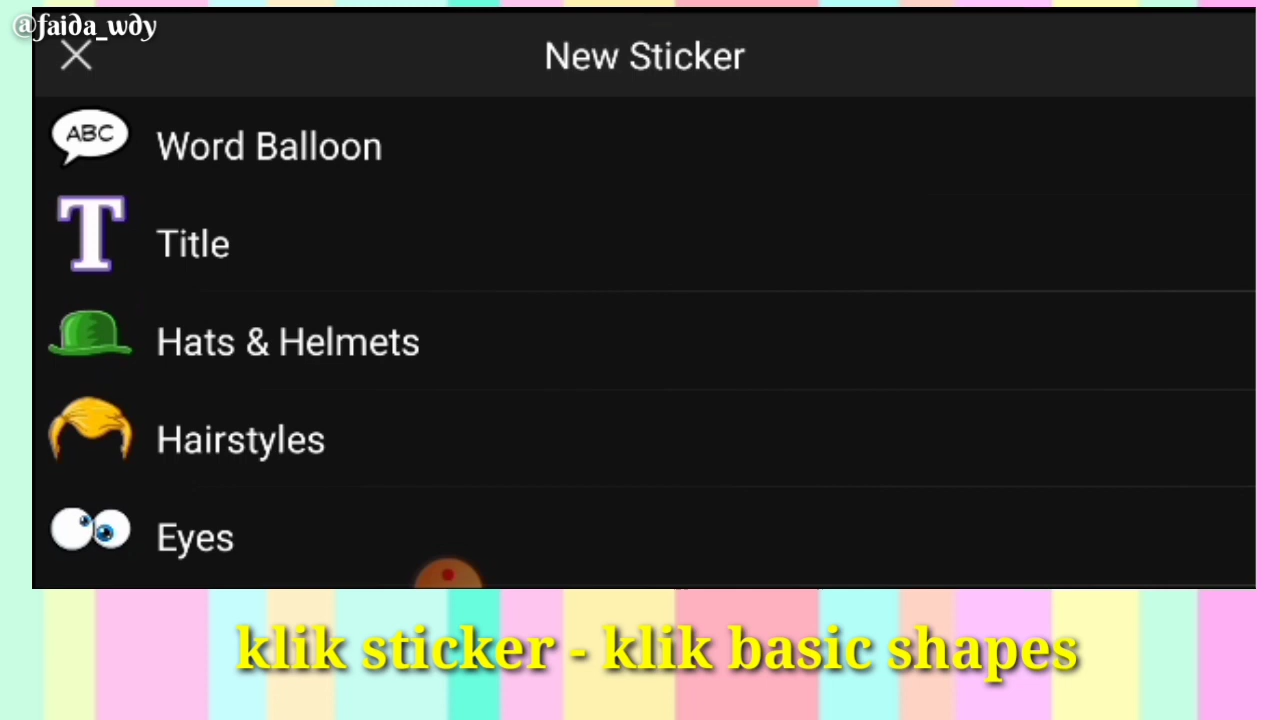 @faida_wdy
New Sticker
ABC
Word Balloon
T
Title
Hats & Helmets
Hairstyles
Eyes
klik sticker - klik basic shapes